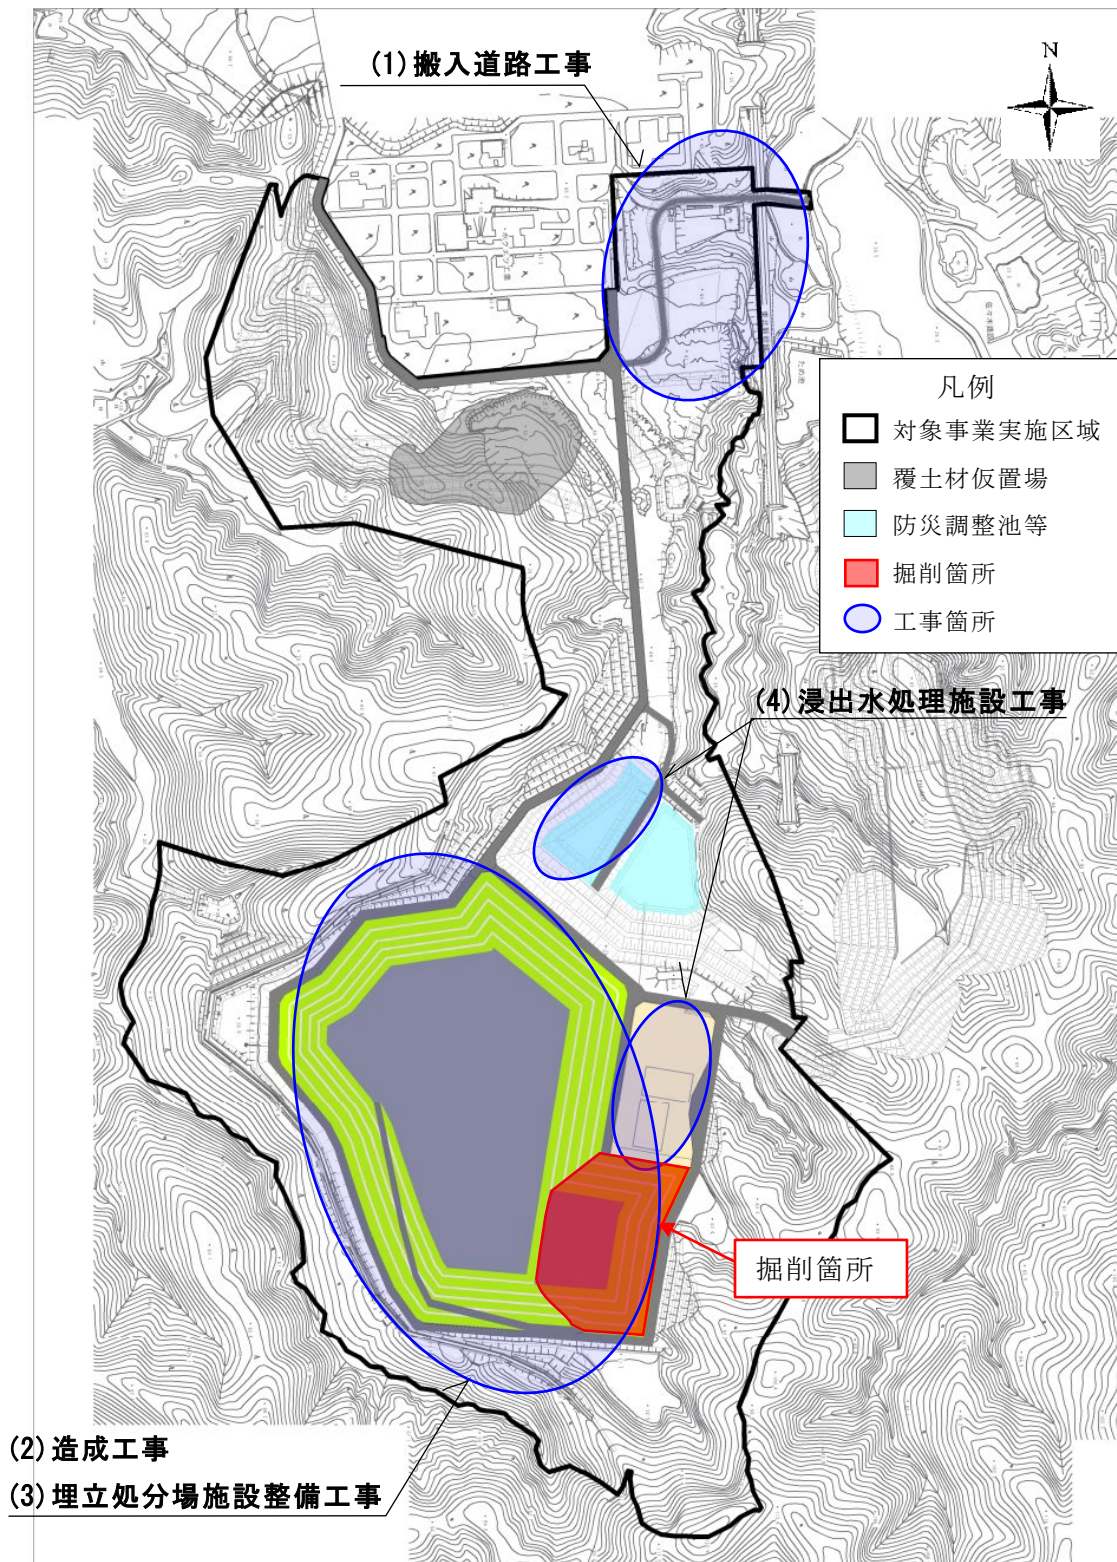 (1)搬入道路工事
N
凡例
対象事業実施区域
覆土材仮置場
防災調整池等
掘削箇所
工事箇所
(4)浸出水処理施設工事
掘削箇所
(2)造成工事
(3)埋立処分場施設整備工事
ため池